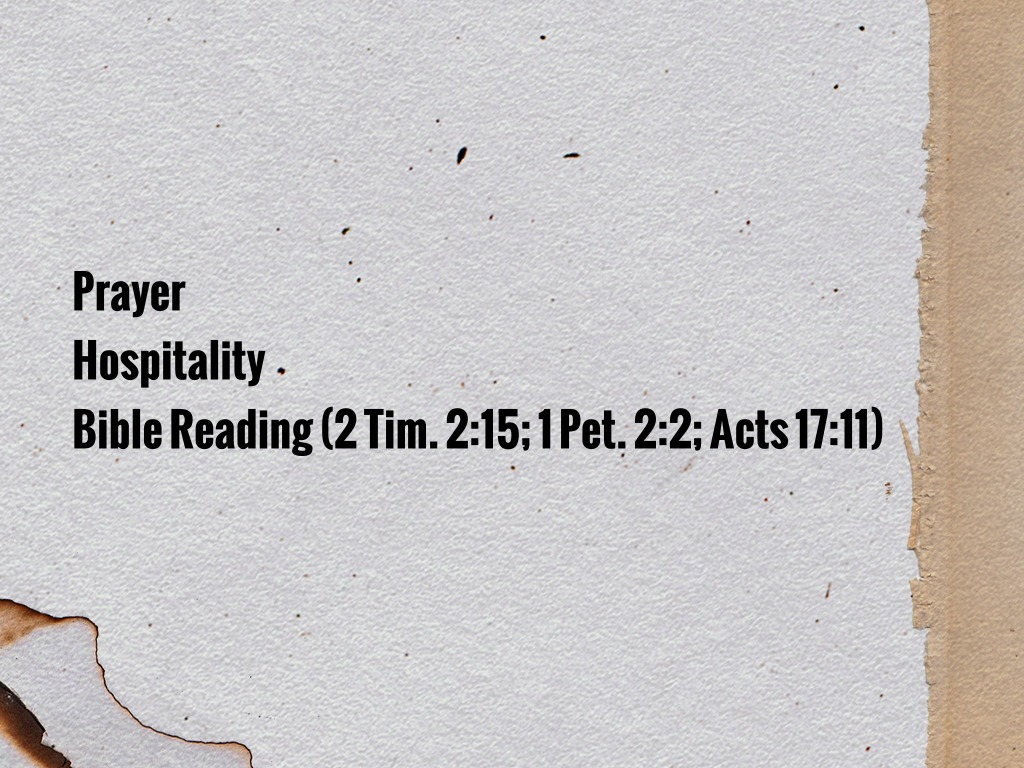 Prayer
Hospitality
Bible Reading (2 Tim. 2:15; 1 Pet. 2:2; Acts 17:11)